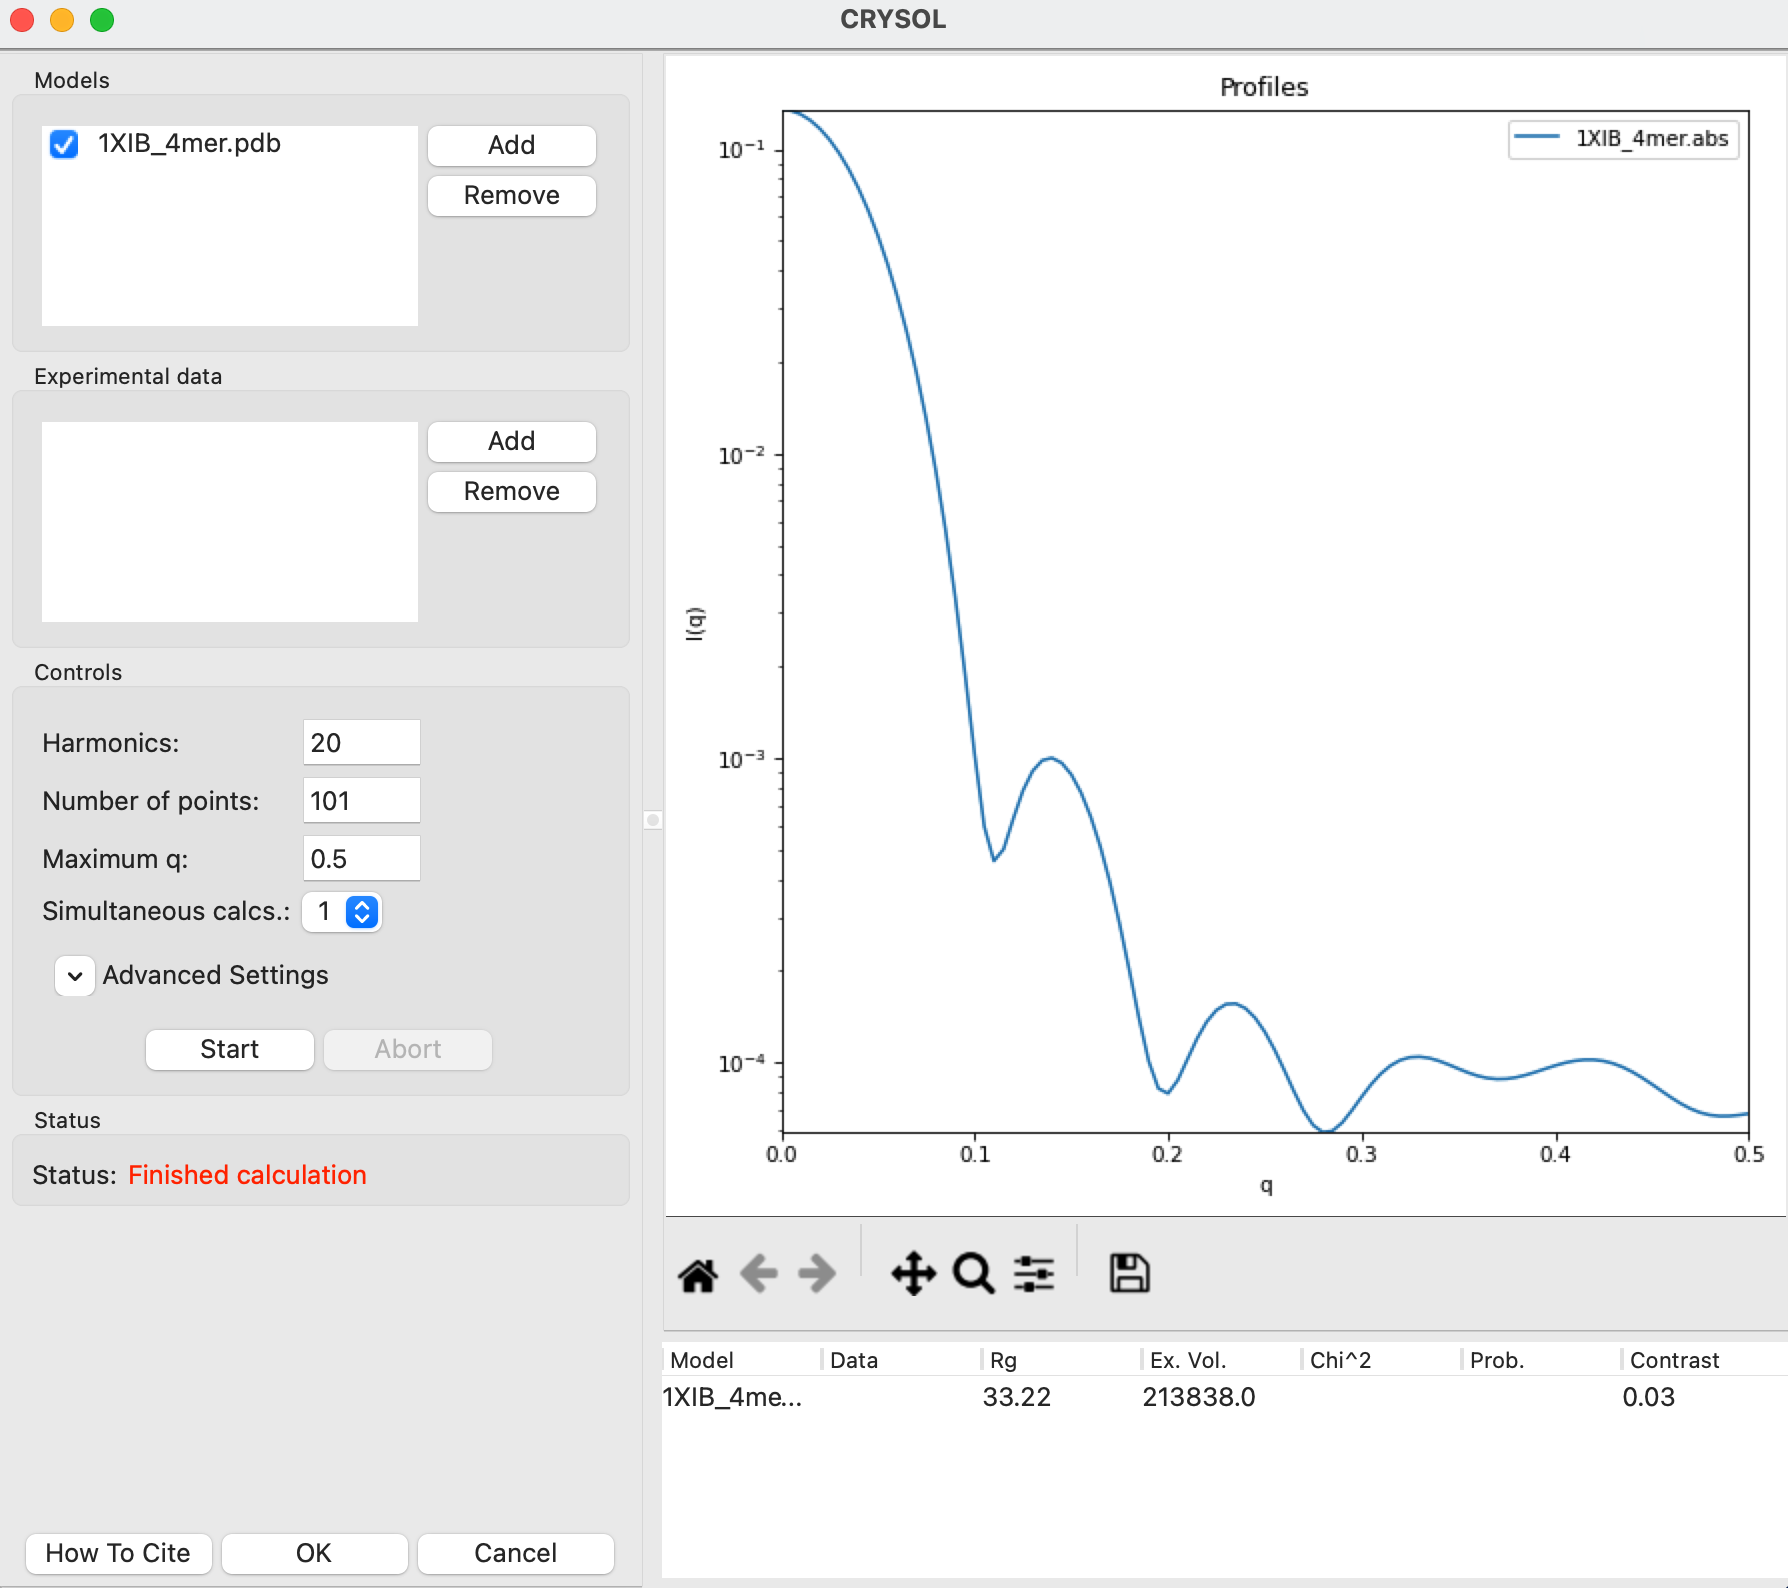 CRYSOL
Models
1XIB_4mer.pdb
Add
Remove
Experimental data
Add
Remove
Controls
Harmonics: 20
Number of points: 101
Maximum q: 0.5
Simultaneous calcs.: 1
Advanced Settings
Start Abort
Status
Status: Finished calculation
How To Cite OK Cancel
Profiles
1XIB_4mer.abs
10⁻¹
10⁻²
10⁻³
10⁻⁴
I(q)
0.0 0.1 0.2 0.3 0.4 0.5
q
Model Data Rg Ex. Vol. Chi^2 Prob. Contrast
1XIB_4me... 33.22 213838.0 0.03